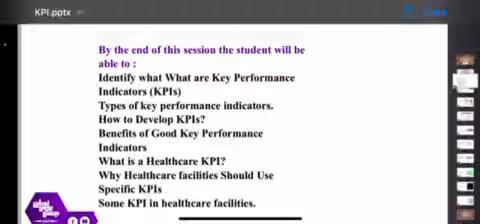 KPI.pptx
By the end of this session the student will be
able to :
Identify what What are Key Performance
Indicators (KPIs)
Types of key performance indicators.
How to Develop KPIs?
Benefits of Good Key Performance
Indicators
What is a Healthcare KPI?
Why Healthcare facilities Should Use
Specific KPIs
Some KPI in healthcare facilities.